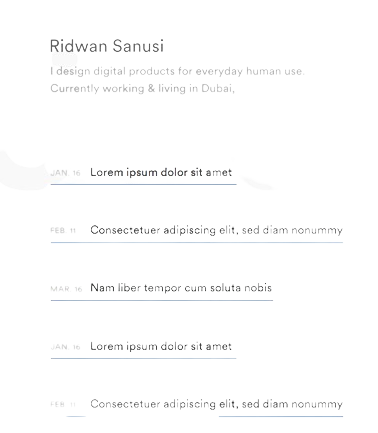 Ridwan Sanusi
I design digital products for everyday human use.
Currently working & living in Dubai,
JAN. 16 Lorem ipsum dolor sit amet
FEB. 11 Consectetuer adipiscing elit, sed diam nonummy
MAR. 16 Nam liber tempor cum soluta nobis
JAN. 16 Lorem ipsum dolor sit amet
FEB. 11 Consectetuer adipiscing elit, sed diam nonummy